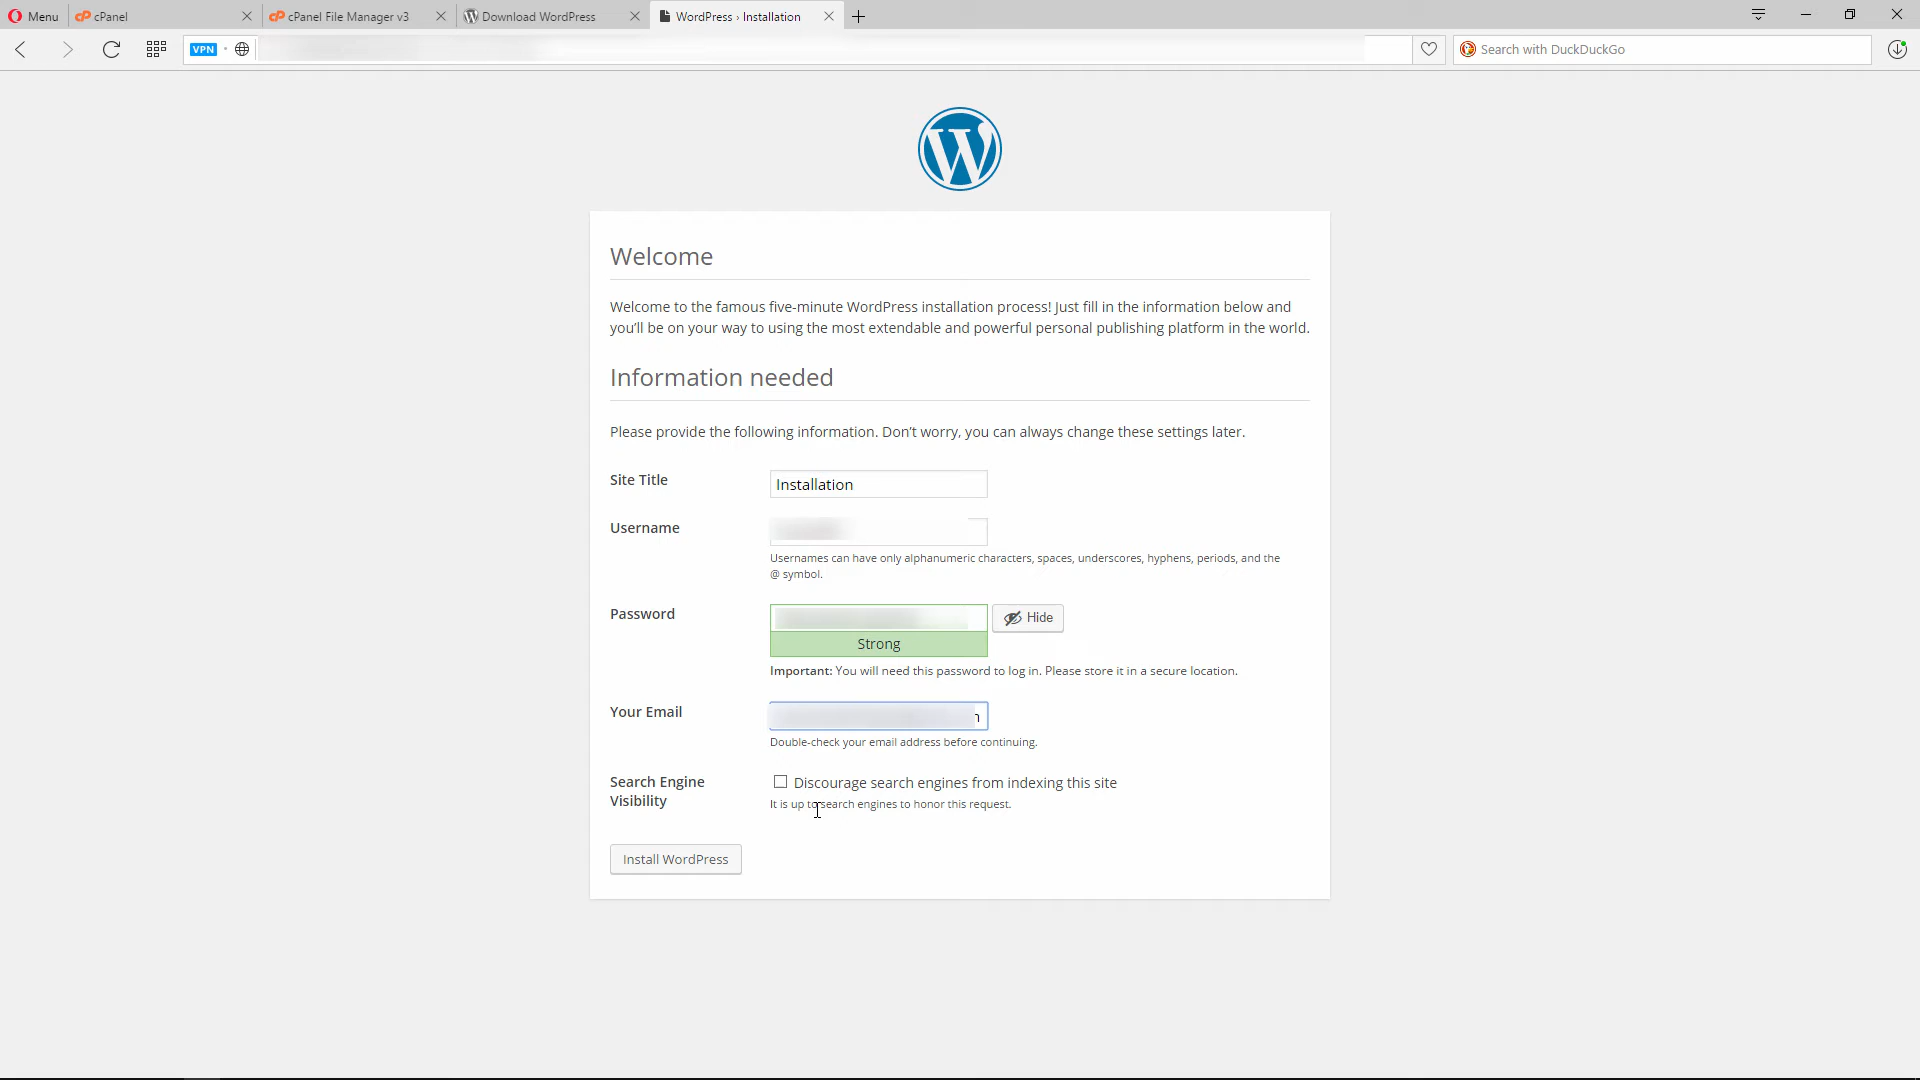 Menu
cPanel
cPanel File Manager v3
Download WordPress
WordPress › Installation
VPN
Search with DuckDuckGo
Welcome
Welcome to the famous five-minute WordPress installation process! Just fill in the information below and
you’ll be on your way to using the most extendable and powerful personal publishing platform in the world.
Information needed
Please provide the following information. Don’t worry, you can always change these settings later.
Site Title
Installation
Username
Usernames can have only alphanumeric characters, spaces, underscores, hyphens, periods, and the
@ symbol.
Password
Hide
Strong
Important: You will need this password to log in. Please store it in a secure location.
Your Email
Double-check your email address before continuing.
Search Engine
Visibility
Discourage search engines from indexing this site
It is up to search engines to honor this request.
Install WordPress